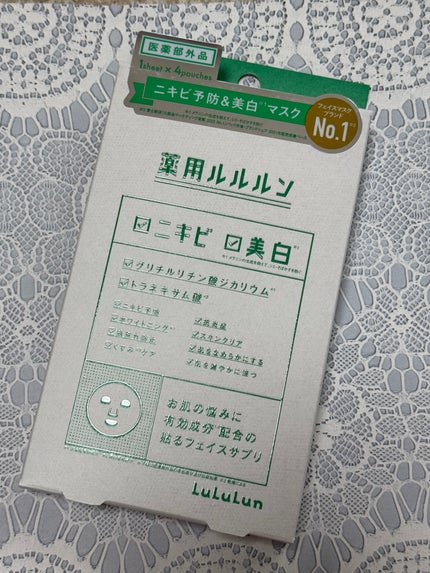 医薬部外品
1sheet × 4pouches
ニキビ予防&美白 マスク
フェイスマスク
ブランド
No.1
薬用ルルルン
ニキビ 美白
グリチルリチン酸ジカリウム
トラネキサム酸
ニキビ予防
ホワイトニング
肌荒れ防止
くすみ ケア
抗炎症
スキンクリア
肌をなめらかにする
肌を健やかに保つ
お肌の悩みに
有効成分 配合の
貼るフェイスサプリ
LuLuLun